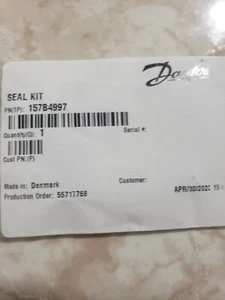 Danfoss
SEAL KIT
PN(1P): 157B4997
Quantity(Q): 1
Serial #:
Cust PN:(P)
Made in: Denmark
Customer:
Production Order: 55717768
APR/30/2020